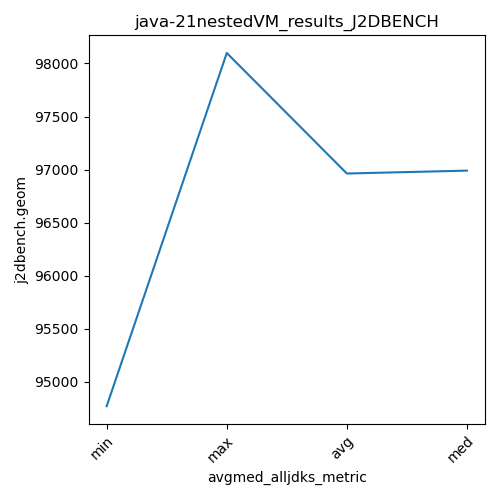 java-21nestedVM_results_J2DBENCH
98000
97500
97000
96500
96000
95500
95000
j2dbench.geom
min
max
avg
med
avgmed_alljdks_metric